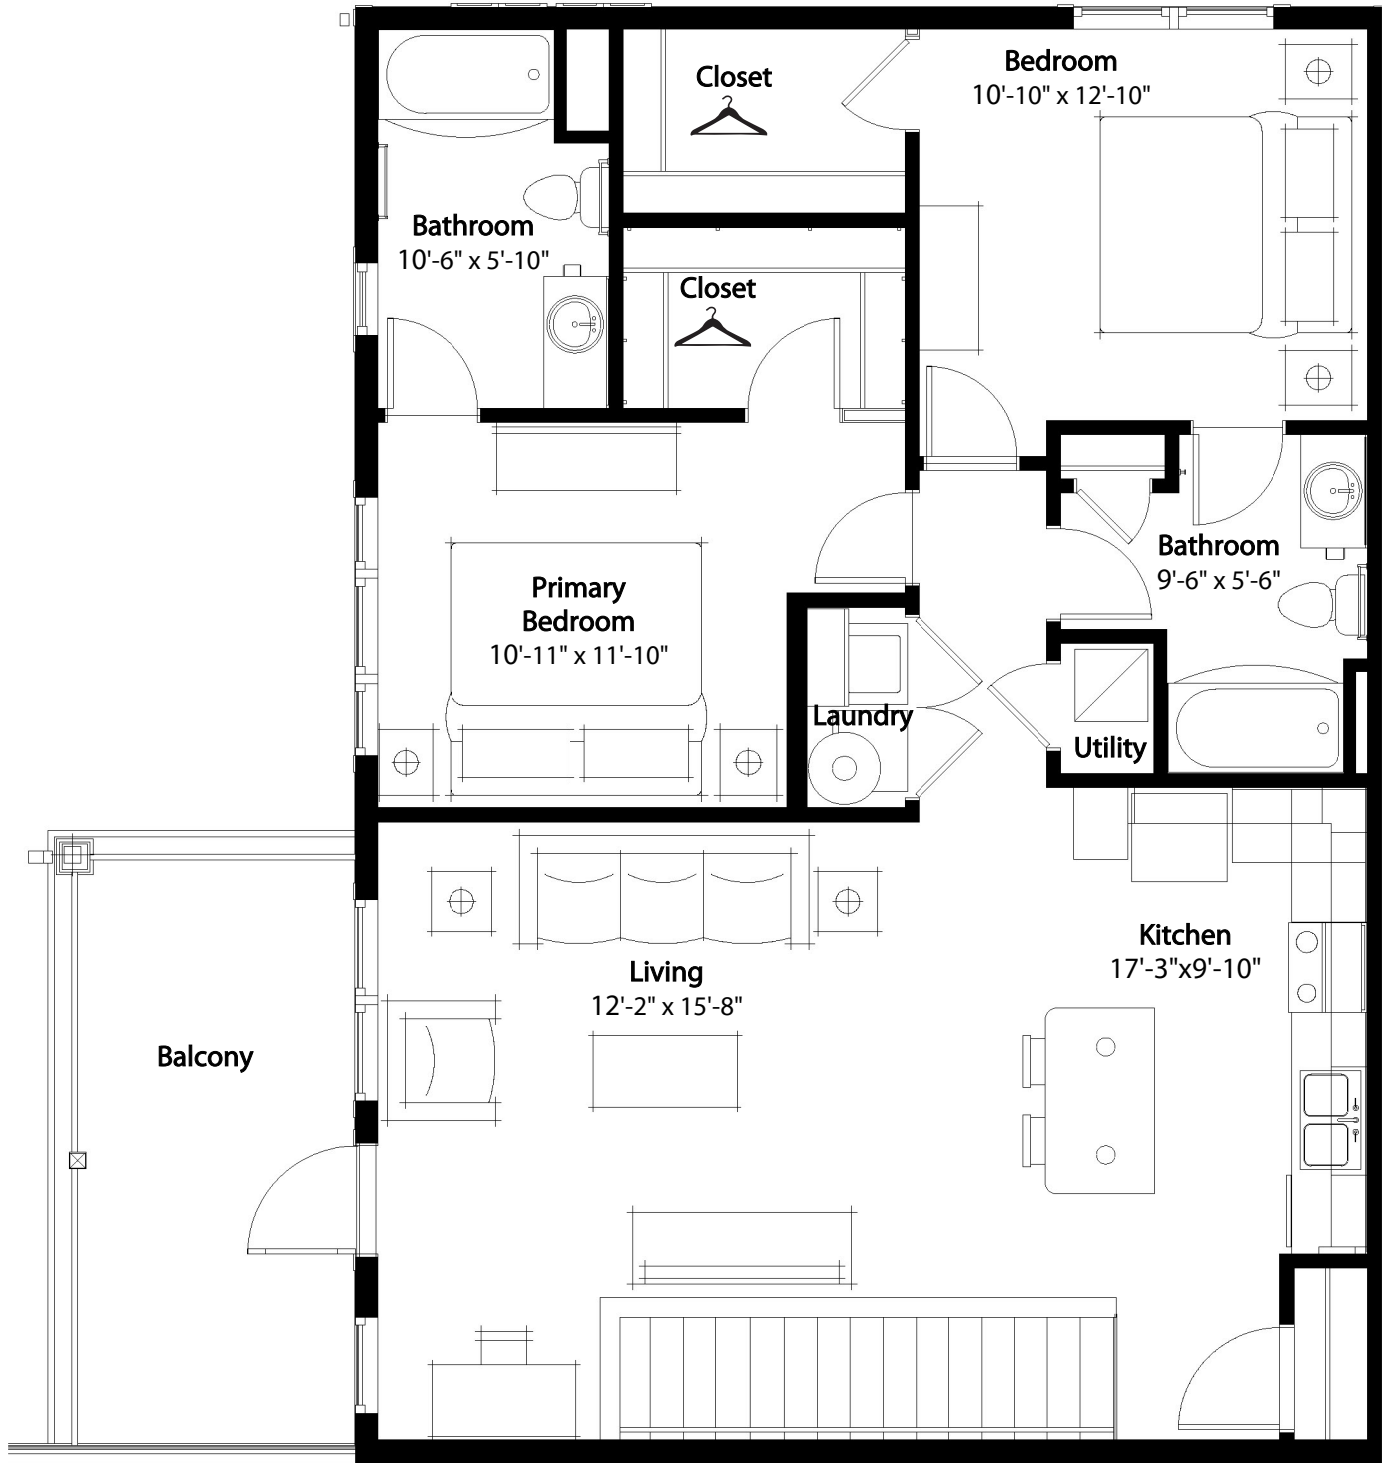 Closet
Bedroom
10'-10" x 12'-10"
Bathroom
10'-6" x 5'-10"
Closet
Bathroom
9'-6" x 5'-6"
Primary
Bedroom
10'-11" x 11'-10"
Laundry
Utility
Kitchen
17'-3"x9'-10"
Living
12'-2" x 15'-8"
Balcony